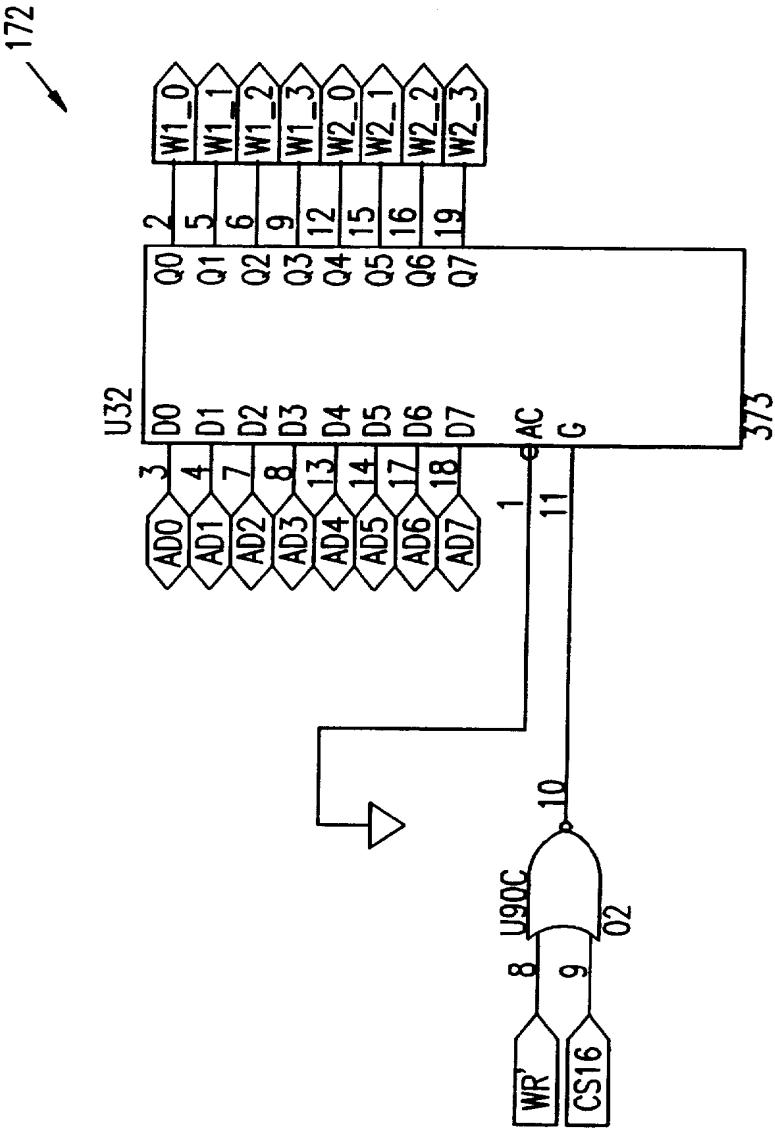 172
U32
AD0 3 D0 Q0 2 W1_0
AD1 4 D1 Q1 5 W1_1
AD2 7 D2 Q2 6 W1_2
AD3 8 D3 Q3 9 W1_3
AD4 13 D4 Q4 12 W2_0
AD5 14 D5 Q5 15 W2_1
AD6 17 D6 Q6 16 W2_2
AD7 18 D7 Q7 19 W2_3
1 AC
11 G
373
U90C
WR' 8 10
CS16 9
02